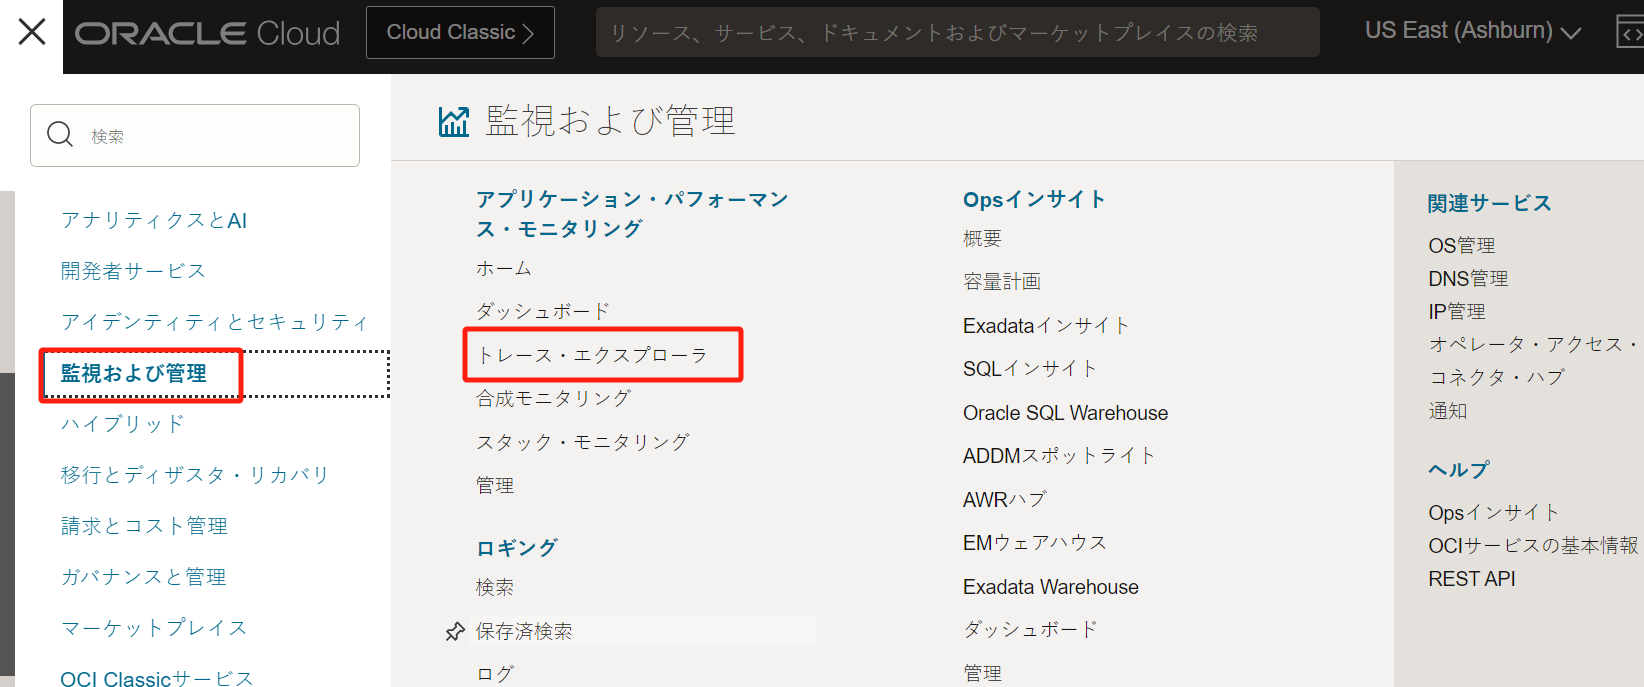 ORACLE Cloud
Cloud Classic
リソース、サービス、ドキュメントおよびマーケットプレイスの検索
US East (Ashburn)
検索
アナリティクスとAI
開発者サービス
アイデンティティとセキュリティ
監視および管理
ハイブリッド
移行とディザスタ・リカバリ
請求とコスト管理
ガバナンスと管理
マーケットプレイス
OCI Classicサービス
監視および管理
アプリケーション・パフォーマン
ス・モニタリング
ホーム
ダッシュボード
トレース・エクスプローラ
合成モニタリング
スタック・モニタリング
管理
ロギング
検索
保存済検索
ログ
Opsインサイト
概要
容量計画
Exadataインサイト
SQLインサイト
Oracle SQL Warehouse
ADDMスポットライト
AWRハブ
EMウェアハウス
Exadata Warehouse
ダッシュボード
管理
関連サービス
OS管理
DNS管理
IP管理
オペレータ・アクセス・
コネクタ・ハブ
通知
ヘルプ
Opsインサイト
OCIサービスの基本情報
REST API